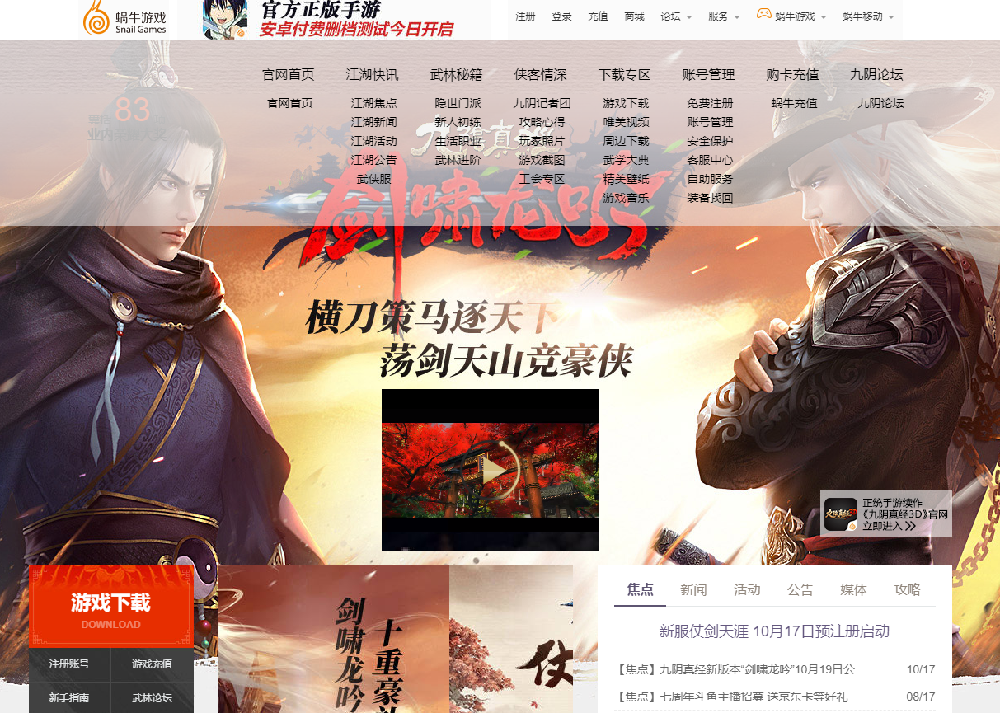 蜗牛游戏
Snail Games
官方正版手游
安卓付费删档测试今日开启
注册 登录 充值 商城 论坛 服务 蜗牛游戏 蜗牛移动
官网首页 江湖快讯 武林秘籍 侠客情深 下载专区 账号管理 购卡充值 九阴论坛
官网首页 江湖焦点 隐世门派 九阴记者团 游戏下载 免费注册 蜗牛充值 九阴论坛
江湖新闻 新人初练 攻略心得 唯美视频 账号管理
江湖活动 生活职业 玩家照片 周边下载 安全保护
江湖公告 武林进阶 游戏截图 武学大典 客服中心
武侠服 工会专区 精美壁纸 自助服务
游戏音乐 装备找回
83
九阴真经
剑啸龙吟
横刀策马逐天下
荡剑天山竞豪侠
正统手游续作
《九阴真经3D》官网
立即进入
游戏下载
DOWNLOAD
注册账号 游戏充值
新手指南 武林论坛
剑啸龙吟
十重豪
仗
焦点 新闻 活动 公告 媒体 攻略
新服仗剑天涯 10月17日预注册启动
【焦点】九阴真经新版本“剑啸龙吟”10月19日公.. 10/17
【焦点】七周年斗鱼主播招募 送京东卡等好礼 08/17